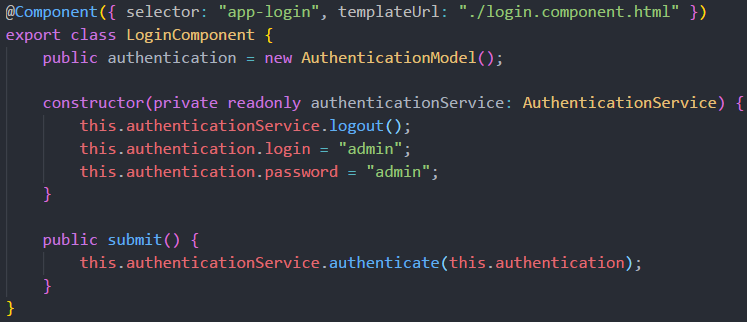 @Component({ selector: "app-login", templateUrl: "./login.component.html" })
export class LoginComponent {
    public authentication = new AuthenticationModel();

    constructor(private readonly authenticationService: AuthenticationService) {
        this.authenticationService.logout();
        this.authentication.login = "admin";
        this.authentication.password = "admin";
    }

    public submit() {
        this.authenticationService.authenticate(this.authentication);
    }
}